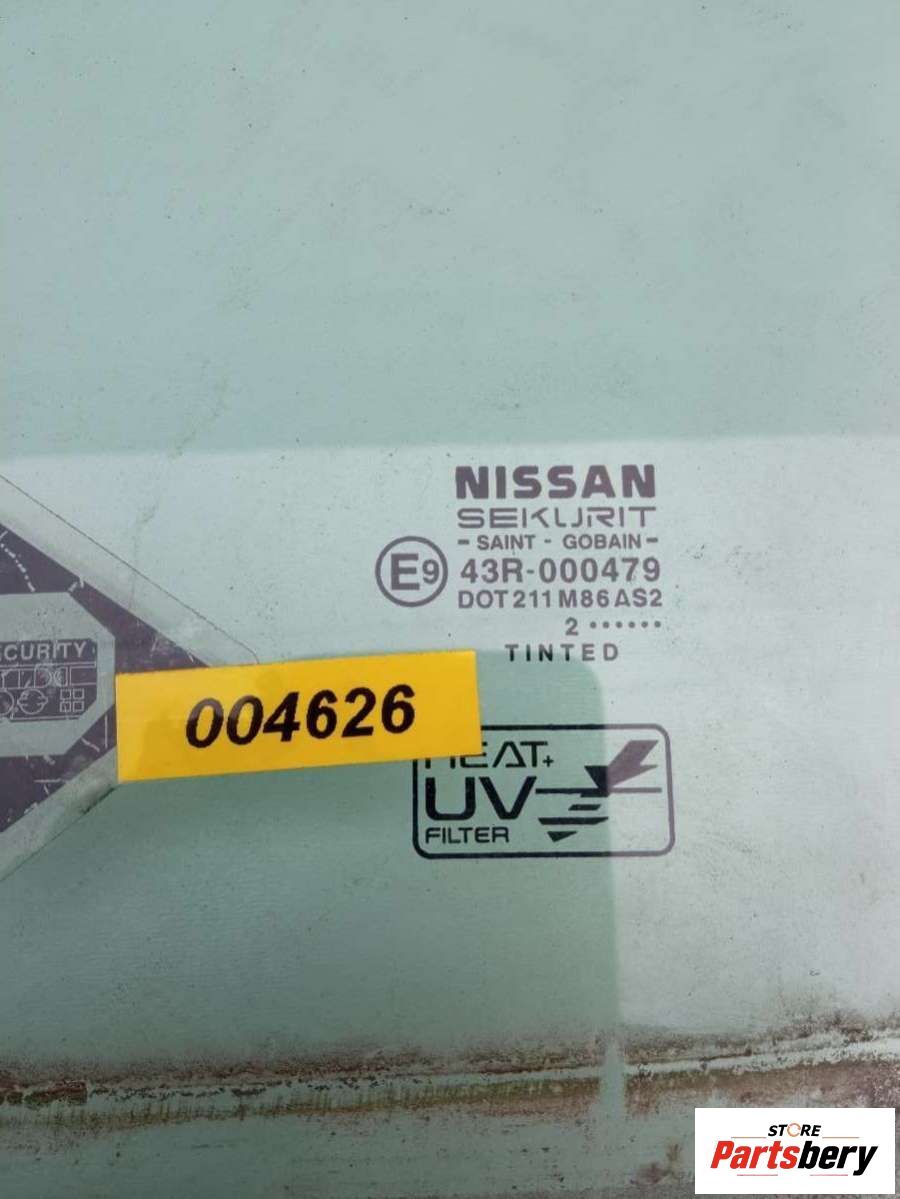 NISSAN
SEKURIT
- SAINT - GOBAIN -
E9 43R-000479
DOT 211 M86 AS2
2 ••••••
TINTED
004626
HEAT+
UV
FILTER
STORE
Partsbery